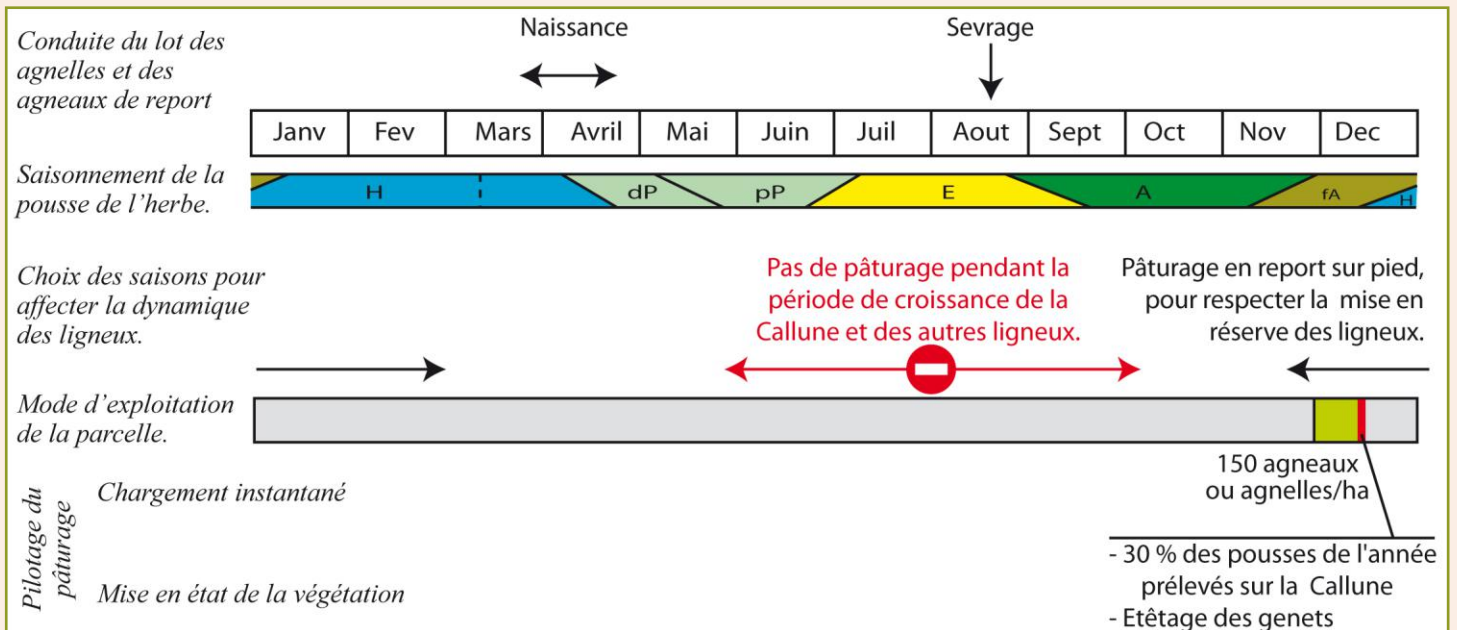 Conduite du lot des
agnelles et des
agneaux de report
Naissance
Sevrage
Janv Fev Mars Avril Mai Juin Juil Aout Sept Oct Nov Dec
Saisonnement de la
pousse de l'herbe.
H dP pP E A fA H
Choix des saisons pour
affecter la dynamique
des ligneux.
Pas de pâturage pendant la
période de croissance de la
Callune et des autres ligneux.
Pâturage en report sur pied,
pour respecter la mise en
réserve des ligneux.
Mode d'exploitation
de la parcelle.
Pilotage du
pâturage
Chargement instantané
150 agneaux
ou agnelles/ha
Mise en état de la végétation
- 30 % des pousses de l'année
prélevés sur la Callune
- Etêtage des genets